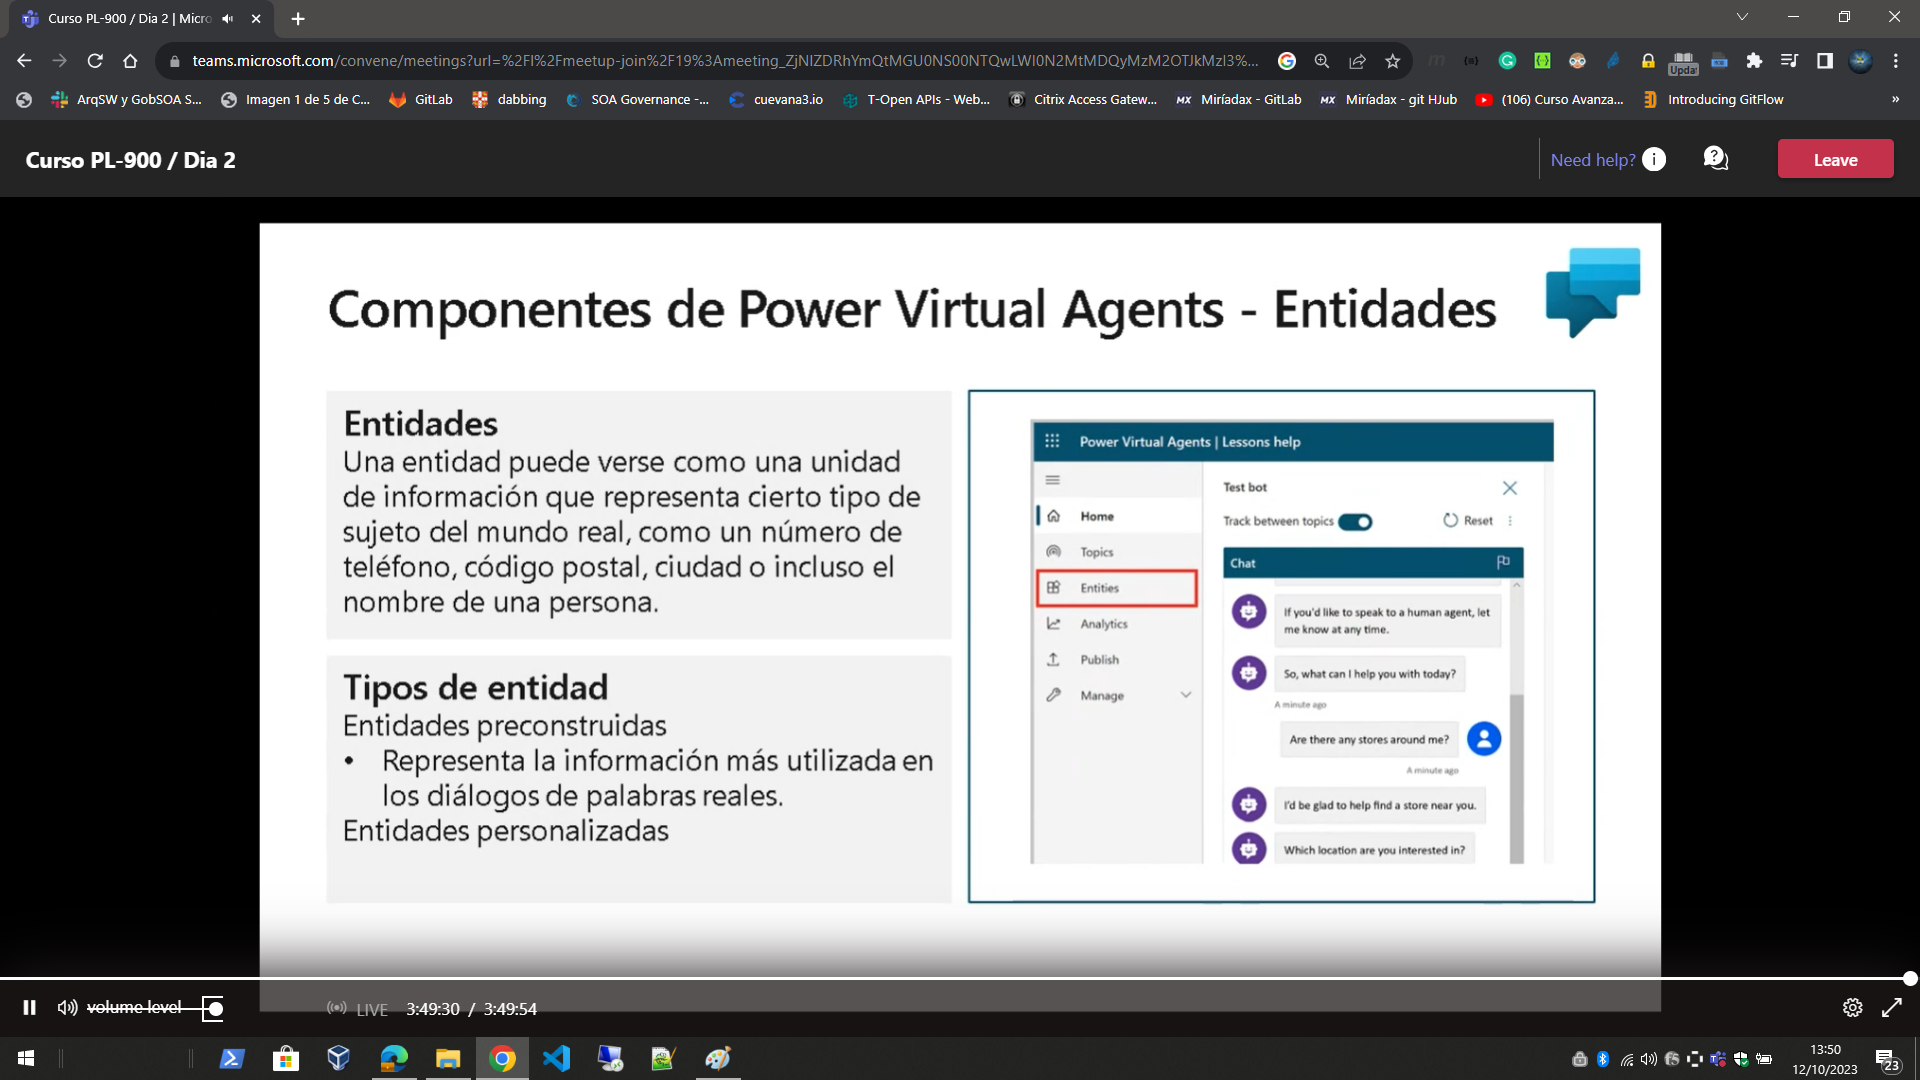 Curso PL-900 / Dia 2 | Micro
teams.microsoft.com/convene/meetings?url=%2Fl%2Fmeetup-join%2F19%3Ameeting_ZjNlZDRhYmQtMGU0NS00NTQwLWI0N2MtMDQyMzM2OTJkMzI3%...
Upda
ArqSW y GobSOA S...
Imagen 1 de 5 de C...
GitLab
dabbing
SOA Governance -...
cuevana3.io
T-Open APIs - Web...
Citrix Access Gatew...
Miríadax - GitLab
Miríadax - git HJub
(106) Curso Avanza...
Introducing GitFlow
»
Curso PL-900 / Dia 2
Need help?
Leave
Componentes de Power Virtual Agents - Entidades
Entidades
Una entidad puede verse como una unidad
de información que representa cierto tipo de
sujeto del mundo real, como un número de
teléfono, código postal, ciudad o incluso el
nombre de una persona.
Tipos de entidad
Entidades preconstruidas
• Representa la información más utilizada en
los diálogos de palabras reales.
Entidades personalizadas
Power Virtual Agents | Lessons help
Home
Topics
Entities
Analytics
Publish
Manage
Test bot
Track between topics
Reset
Chat
If you'd like to speak to a human agent, let
me know at any time.
So, what can I help you with today?
A minute ago
Are there any stores around me?
A minute ago
I'd be glad to help find a store near you.
Which location are you interested in?
volume level
LIVE
3:49:30 / 3:49:54
13:50
12/10/2023
23